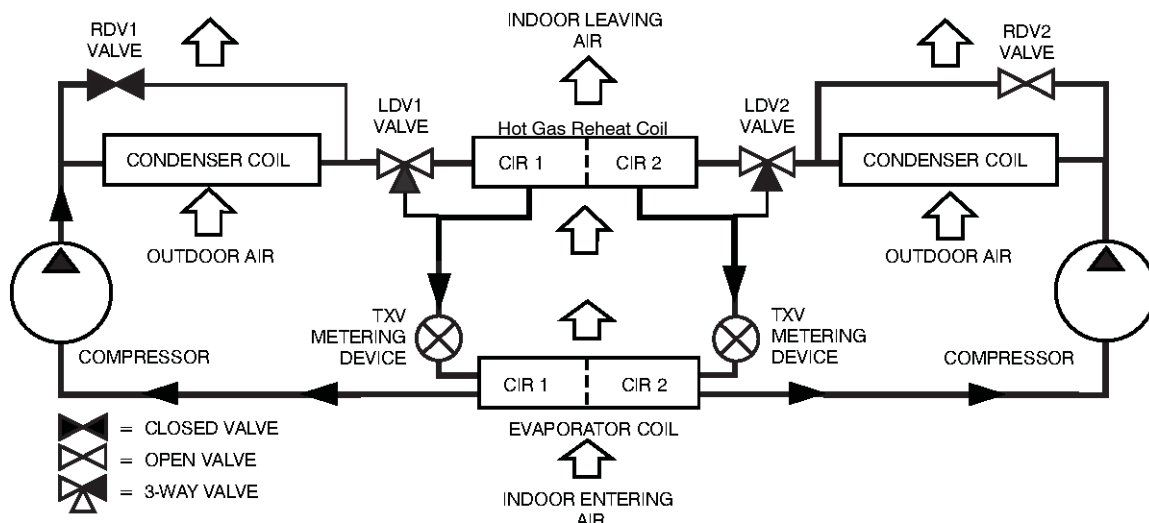 RDV1
VALVE
INDOOR LEAVING
AIR
RDV2
VALVE
LDV1
VALVE
Hot Gas Reheat Coil
LDV2
VALVE
CONDENSER COIL
CIR 1
CIR 2
CONDENSER COIL
OUTDOOR AIR
OUTDOOR AIR
TXV
METERING
DEVICE
TXV
METERING
DEVICE
COMPRESSOR
COMPRESSOR
CIR 1
CIR 2
EVAPORATOR COIL
= CLOSED VALVE
= OPEN VALVE
= 3-WAY VALVE
INDOOR ENTERING
AIR